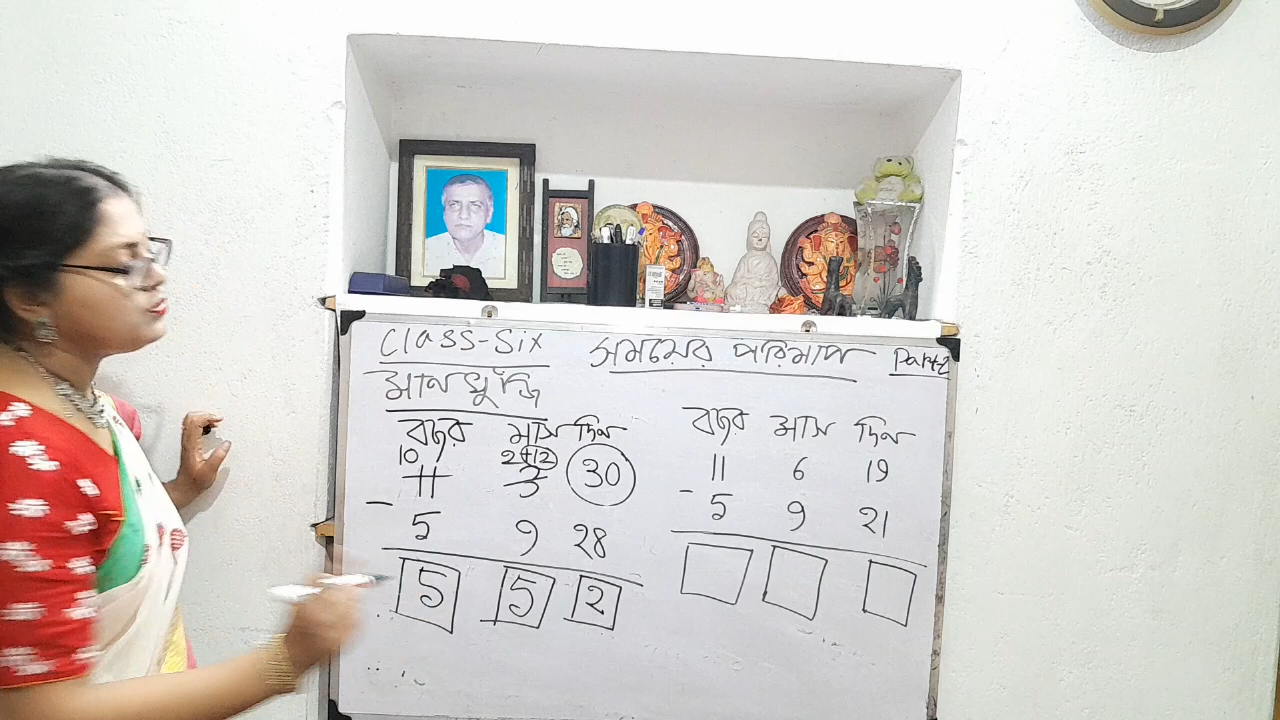 Class-Six সময়ের পরিমাপ Part2
মান খুঁজি
বছর মাস দিন
10 2+12
11 3 30
- 5 9 28
5 5 2
বছর মাস দিন
11 6 19
- 5 9 21